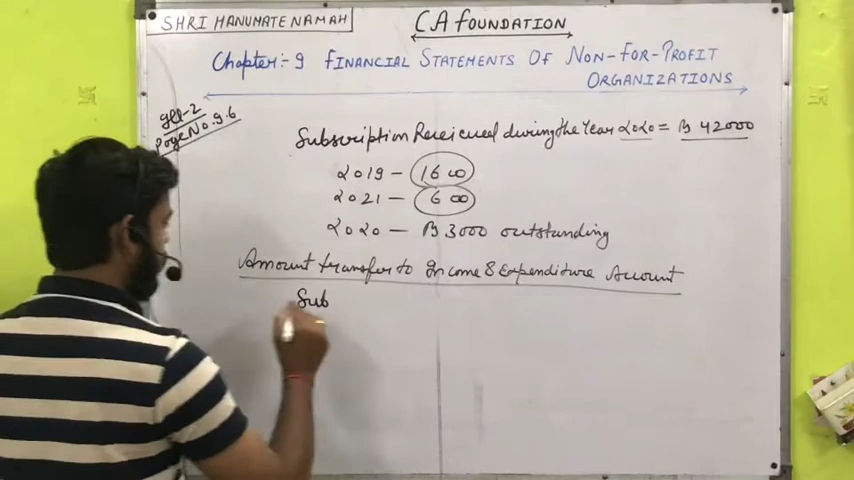 SHRI HANUMATE NAMAH
CA FOUNDATION
Chapter:- 9 FINANCIAL STATEMENTS OF NON-FOR-PROFIT
ORGANIZATIONS
Ill-2
Page No. 9.6
Subscription Received during the Year 2020 = ₨ 42000
2019 - 1600
2021 - 600
2020 - ₨ 3000 outstanding
Amount transfer to Income & Expenditure Account
Sub